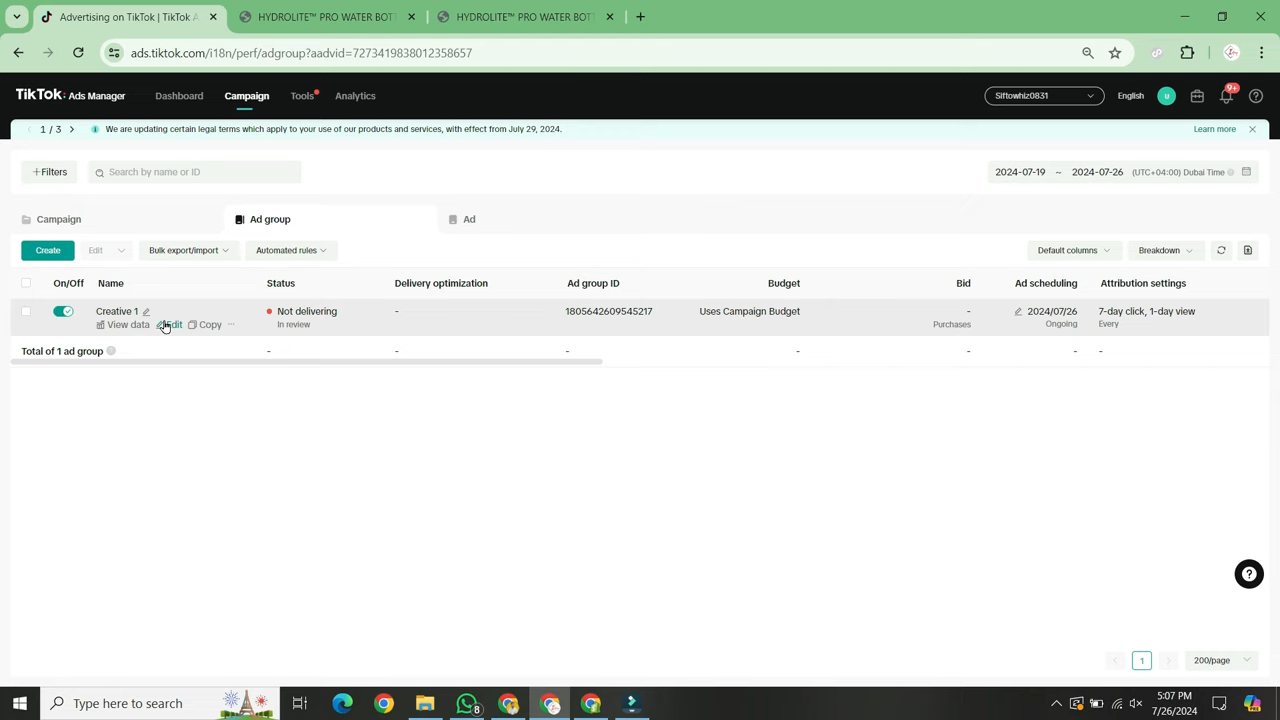 Advertising on TikTok | TikTok A
HYDROLITE™ PRO WATER BOTT
HYDROLITE™ PRO WATER BOTT
ads.tiktok.com/i18n/perf/adgroup?aadvid=7273419838012358657
TikTok: Ads Manager
Dashboard
Campaign
Tools
Analytics
Siftowhiz0831
English
u
9+
1 / 3
We are updating certain legal terms which apply to your use of our products and services, with effect from July 29, 2024.
Learn more
+Filters
Search by name or ID
2024-07-19 ~ 2024-07-26 (UTC+04:00) Dubai Time
Campaign
Ad group
Ad
Create
Edit
Bulk export/import
Automated rules
Default columns
Breakdown
On/Off Name Status Delivery optimization Ad group ID Budget Bid Ad scheduling Attribution settings
Creative 1 Not delivering - 1805642609545217 Uses Campaign Budget - 2024/07/26 7-day click, 1-day view
View data Edit Copy ··· In review Purchases Ongoing Every
Total of 1 ad group - - - - - - -
1
200/page
Type here to search
8
5:07 PM
7/26/2024